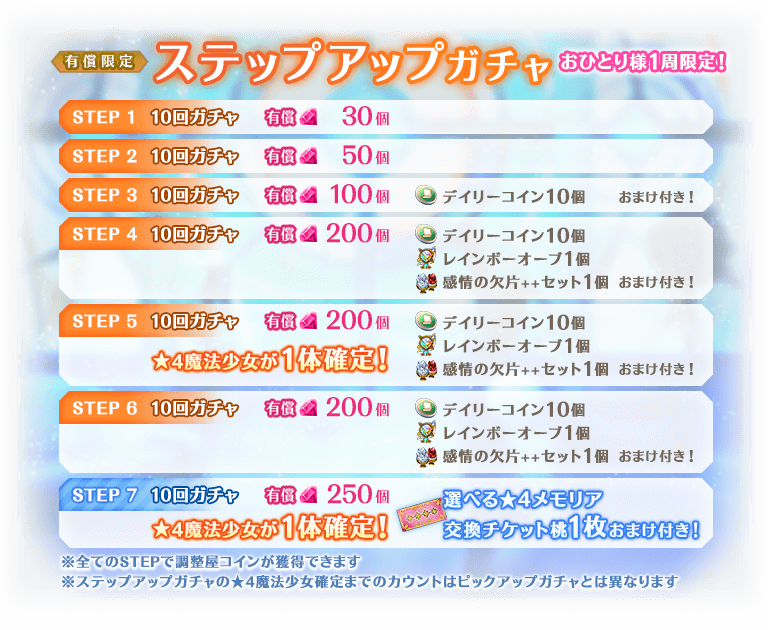 有償限定 ステップアップガチャ おひとり様1周限定!
STEP 1 10回ガチャ 有償 30個
STEP 2 10回ガチャ 有償 50個
STEP 3 10回ガチャ 有償 100個 デイリーコイン10個 おまけ付き!
STEP 4 10回ガチャ 有償 200個 デイリーコイン10個
レインボーオーブ1個
感情の欠片++セット1個 おまけ付き!
STEP 5 10回ガチャ 有償 200個 デイリーコイン10個
レインボーオーブ1個
★4魔法少女が1体確定!
感情の欠片++セット1個 おまけ付き!
STEP 6 10回ガチャ 有償 200個 デイリーコイン10個
レインボーオーブ1個
感情の欠片++セット1個 おまけ付き!
STEP 7 10回ガチャ 有償 250個 選べる★4メモリア
★4魔法少女が1体確定! 交換チケット桃1枚おまけ付き!
※全てのSTEPで調整屋コインが獲得できます
※ステップアップガチャの★4魔法少女確定までのカウントはピックアップガチャとは異なります